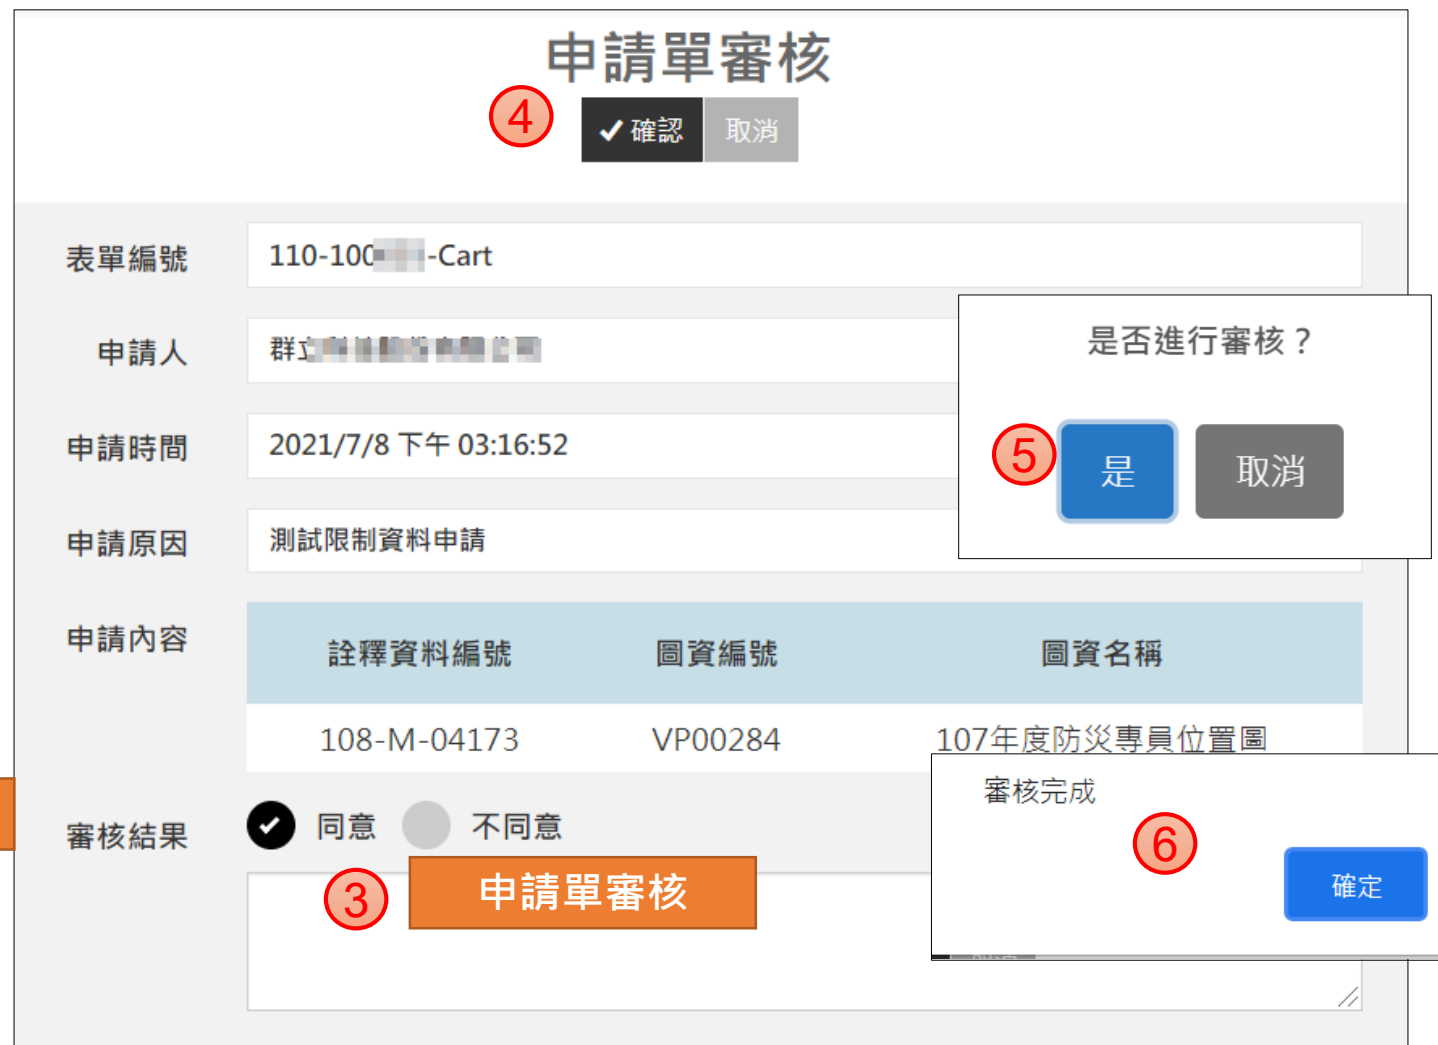 申請單審核
④ ✔確認 取消
表單編號 110-100 -Cart
申請人 群立
申請時間 2021/7/8 下午 03:16:52
申請原因 測試限制資料申請
是否進行審核？
⑤ 是 取消
申請內容 詮釋資料編號 圖資編號 圖資名稱
108-M-04173 VP00284 107年度防災專員位置圖
審核結果 同意 不同意
③ 申請單審核
審核完成
⑥
確定